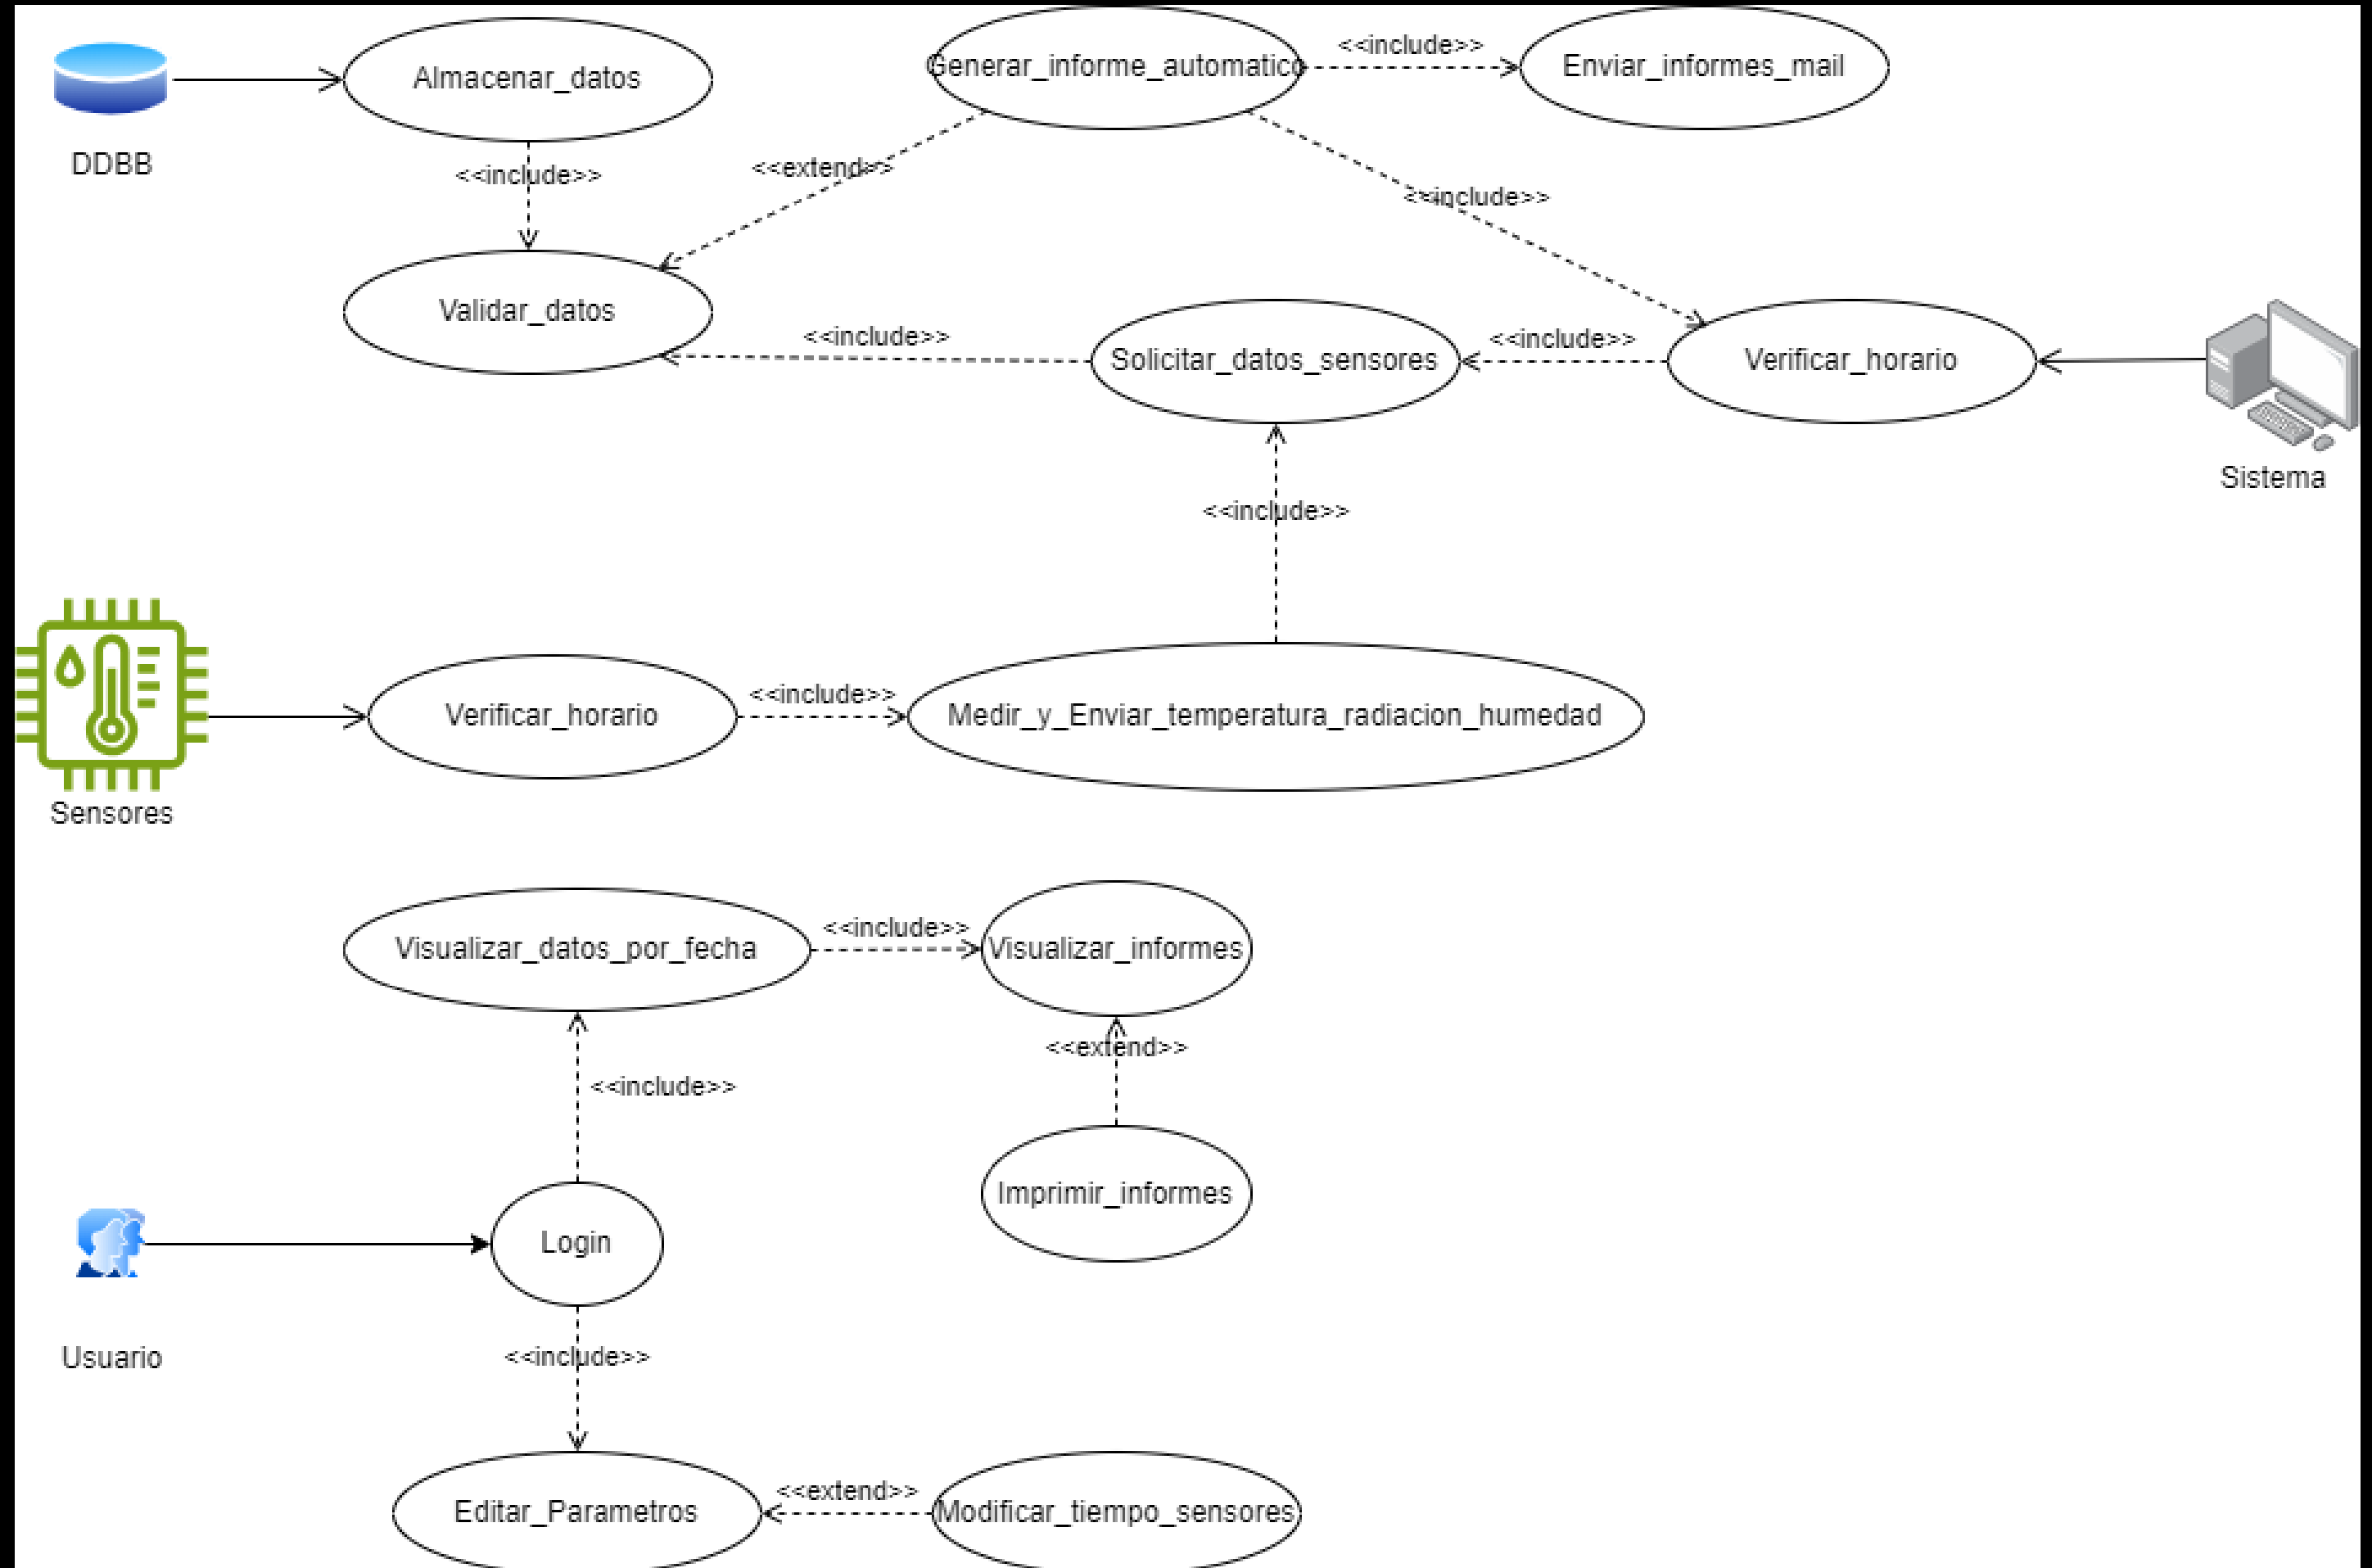 Almacenar_datos
Generar_informe_automatico
<<include>>
Enviar_informes_mail
DDBB
<<include>>
<<extend>>
<<include>>
Validar_datos
<<include>>
Solicitar_datos_sensores
<<include>>
Verificar_horario
Sistema
<<include>>
Sensores
Verificar_horario
<<include>>
Medir_y_Enviar_temperatura_radiacion_humedad
Visualizar_datos_por_fecha
<<include>>
Visualizar_informes
<<extend>>
<<include>>
Imprimir_informes
Login
Usuario
<<include>>
Editar_Parametros
<<extend>>
Modificar_tiempo_sensores